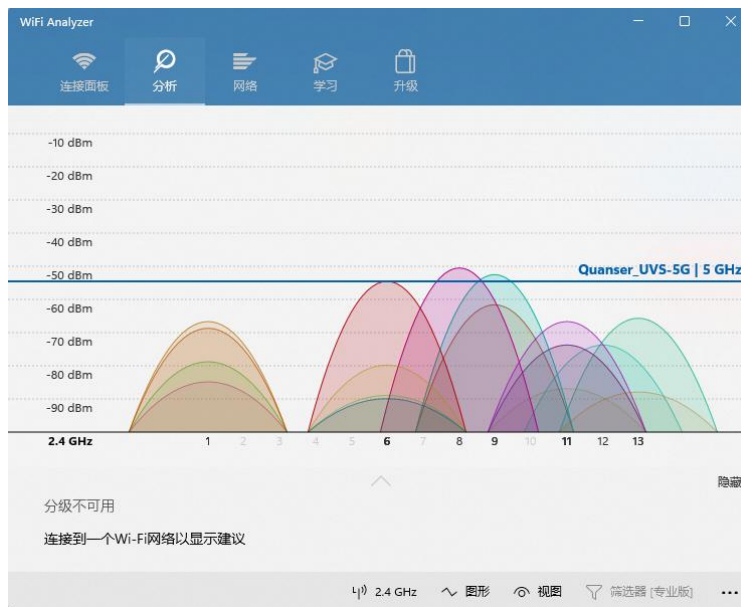 WiFi Analyzer
连接面板 分析 网络 学习 升级
-10 dBm
-20 dBm
-30 dBm
-40 dBm
Quanser_UVS-5G | 5 GHz
-50 dBm
-60 dBm
-70 dBm
-80 dBm
-90 dBm
2.4 GHz 1 2 3 4 5 6 7 8 9 10 11 12 13
隐藏
分级不可用
连接到一个Wi-Fi网络以显示建议
2.4 GHz 图形 视图 筛选器 [专业版]